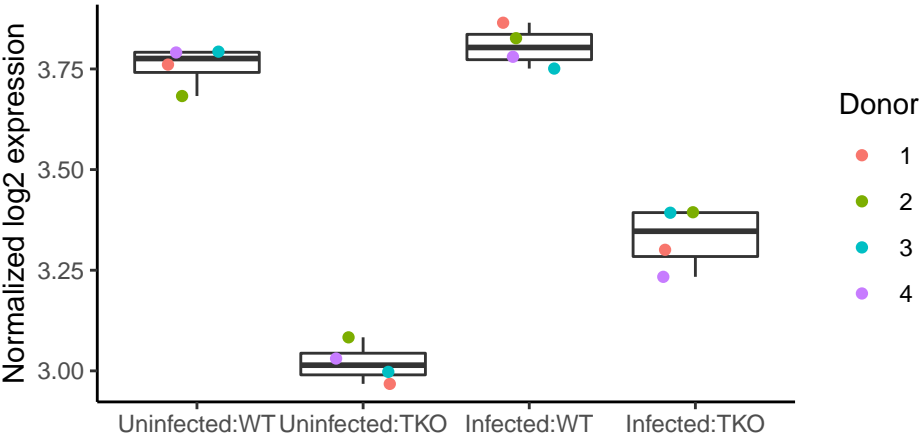 Normalized log2 expression
3.75
3.50
3.25
3.00
Uninfected:WT Uninfected:TKO Infected:WT Infected:TKO
Donor
1
2
3
4